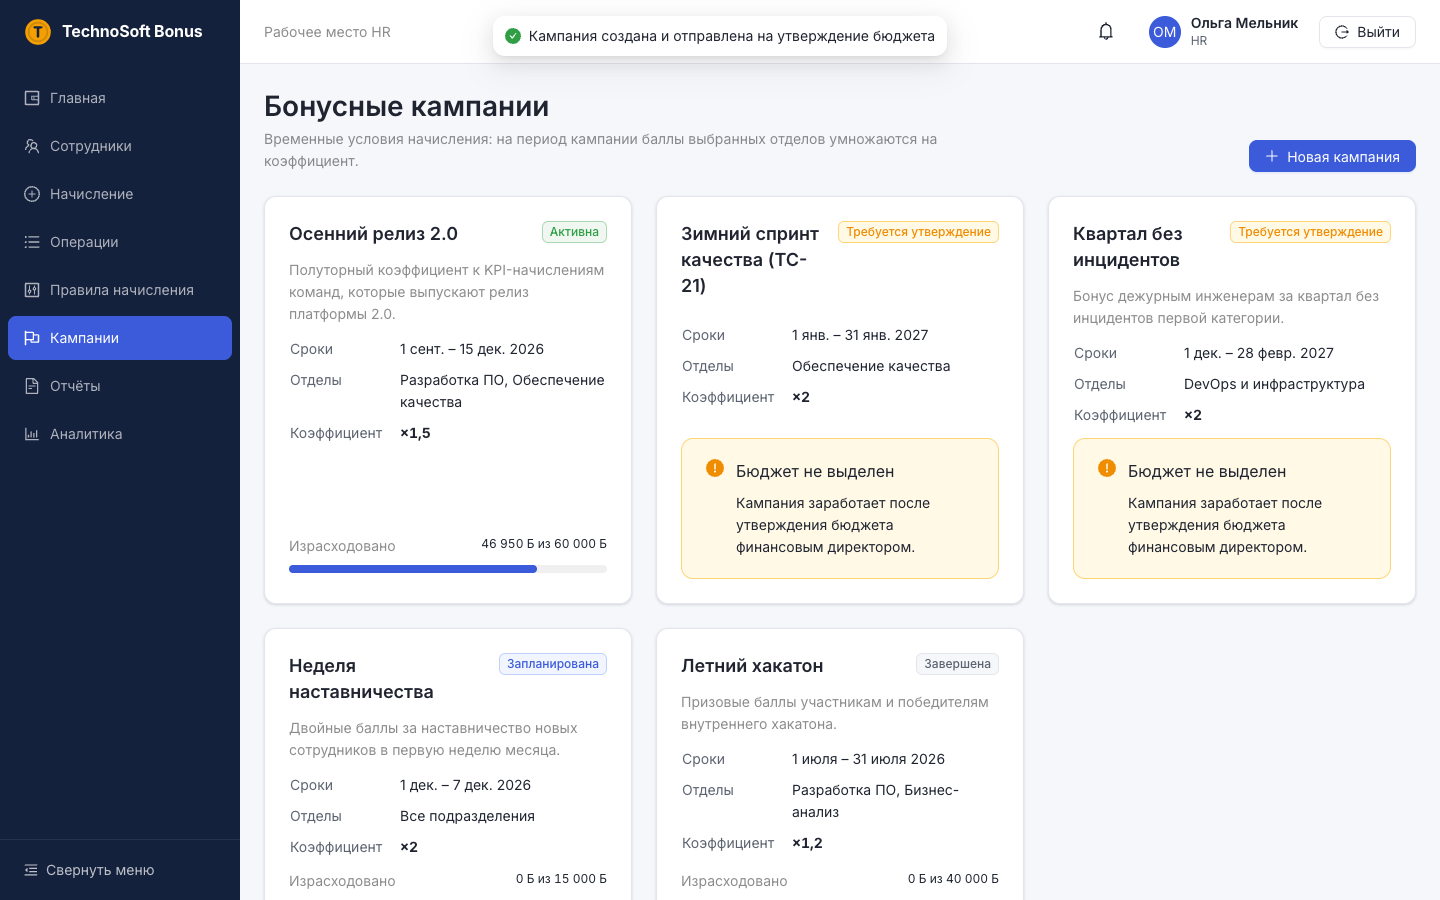 TechnoSoft Bonus
Главная
Сотрудники
Начисление
Операции
Правила начисления
Кампании
Отчёты
Аналитика
Свернуть меню
Рабочее место HR
Кампания создана и отправлена на утверждение бюджета
ОМ
Ольга Мельник
HR
Выйти
Бонусные кампании
Временные условия начисления: на период кампании баллы выбранных отделов умножаются на
коэффициент.
Новая кампания
Осенний релиз 2.0
Активна
Полуторный коэффициент к KPI-начислениям
команд, которые выпускают релиз
платформы 2.0.
Сроки 1 сент. – 15 дек. 2026
Отделы Разработка ПО, Обеспечение
качества
Коэффициент ×1,5
Израсходовано 46 950 Б из 60 000 Б
Зимний спринт
качества (ТС-
21)
Требуется утверждение
Сроки 1 янв. – 31 янв. 2027
Отделы Обеспечение качества
Коэффициент ×2
Бюджет не выделен
Кампания заработает после
утверждения бюджета
финансовым директором.
Квартал без
инцидентов
Требуется утверждение
Бонус дежурным инженерам за квартал без
инцидентов первой категории.
Сроки 1 дек. – 28 февр. 2027
Отделы DevOps и инфраструктура
Коэффициент ×2
Бюджет не выделен
Кампания заработает после
утверждения бюджета
финансовым директором.
Неделя
наставничества
Запланирована
Двойные баллы за наставничество новых
сотрудников в первую неделю месяца.
Сроки 1 дек. – 7 дек. 2026
Отделы Все подразделения
Коэффициент ×2
Израсходовано 0 Б из 15 000 Б
Летний хакатон
Завершена
Призовые баллы участникам и победителям
внутреннего хакатона.
Сроки 1 июля – 31 июля 2026
Отделы Разработка ПО, Бизнес-
анализ
Коэффициент ×1,2
Израсходовано 0 Б из 40 000 Б